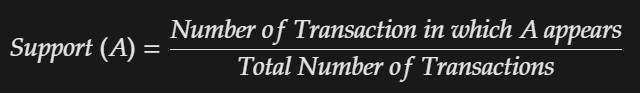 Support (A) = Number of Transaction in which A appears
Total Number of Transactions